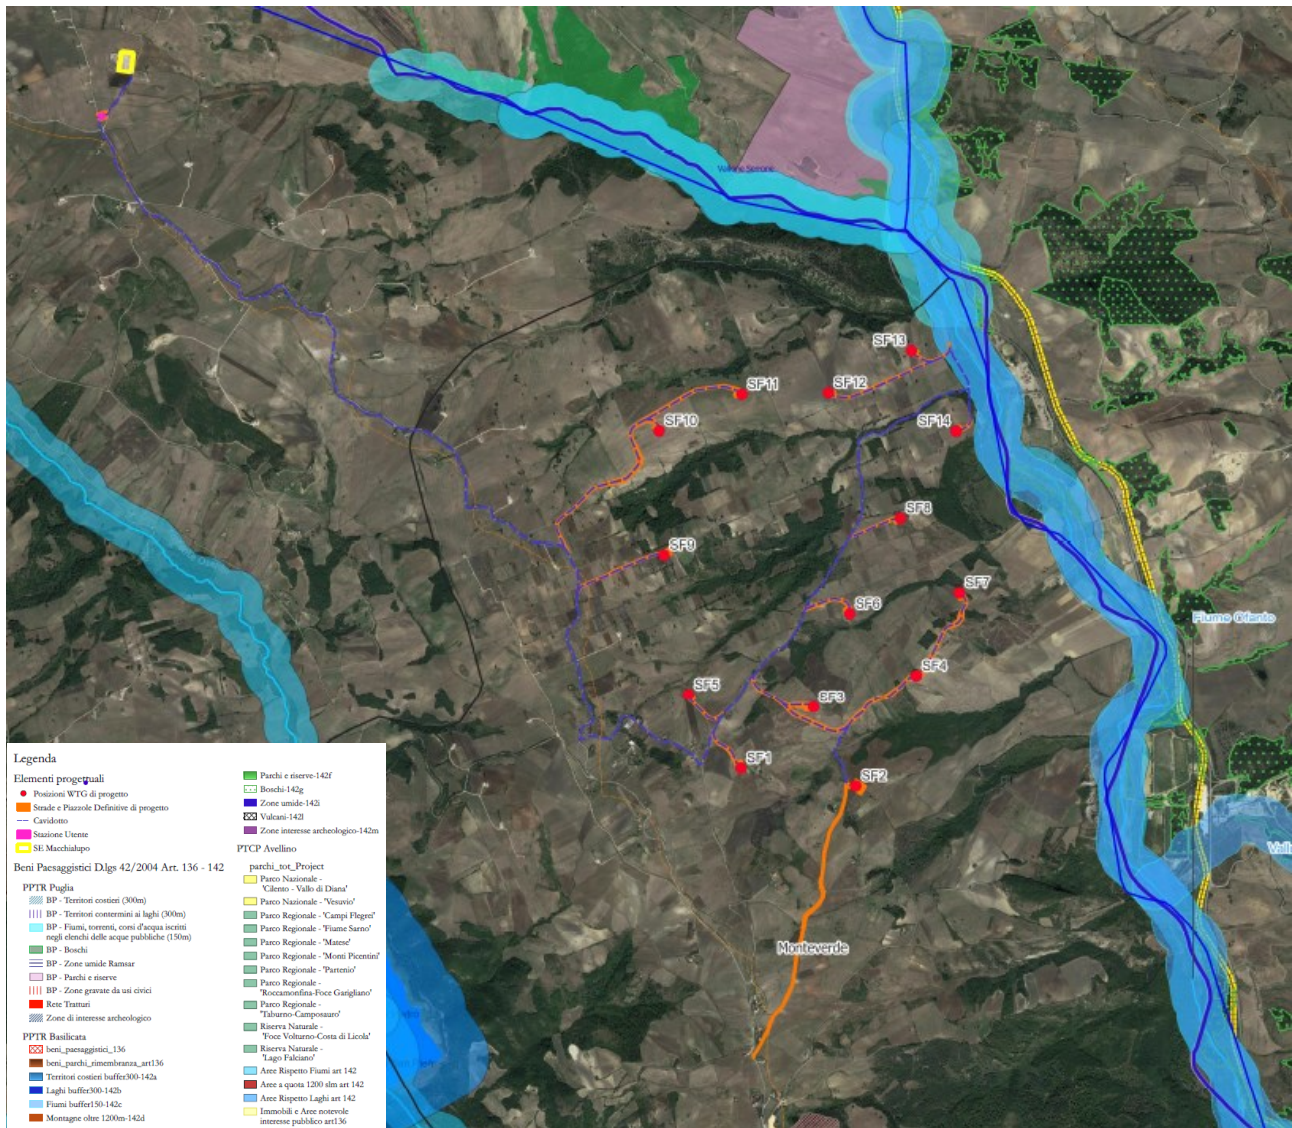 SF13
SF11
SF12
SF10
SF14
SF8
SF9
SF7
SF6
Fiume Ofanto
SF4
SF5
SF3
SF1
SF2
Monteverde
Legenda
Elementi progettuali
Posizioni WTG di progetto
Strade e Piazzole Definitive di progetto
Cavidotto
Stazione Utente
SE Macchialupo
Beni Paesaggistici D.lgs 42/2004 Art. 136 - 142
PPTR Puglia
BP - Territori costieri (300m)
BP - Territori contermini ai laghi (300m)
BP - Fiumi, torrenti, corsi d'acqua iscritti
negli elenchi delle acque pubbliche (150m)
BP - Boschi
BP - Zone umide Ramsar
BP - Parchi e riserve
BP - Zone gravate da usi civici
Rete Tratturi
Zone di interesse archeologico
PPTR Basilicata
beni_paesaggistici_136
beni_parchi_rimembranza_art136
Territori costieri buffer300-142a
Laghi buffer300-142b
Fiumi buffer150-142c
Montagne oltre 1200m-142d
Parchi e riserve-142f
Boschi-142g
Zone umide-142i
Vulcani-142l
Zone interesse archeologico-142m
PTCP Avellino
parchi_tot_Project
Parco Nazionale -
'Cilento - Vallo di Diana'
Parco Nazionale - 'Vesuvio'
Parco Regionale - 'Campi Flegrei'
Parco Regionale - 'Fiume Sarno'
Parco Regionale - 'Matese'
Parco Regionale - 'Monti Picentini'
Parco Regionale - 'Partenio'
Parco Regionale -
'Roccamonfina-Foce Garigliano'
Parco Regionale -
'Taburno-Camposauro'
Riserva Naturale -
'Foce Volturno-Costa di Licola'
Riserva Naturale -
'Lago Falciano'
Aree Rispetto Fiumi art 142
Aree a quota 1200 slm art 142
Aree Rispetto Laghi art 142
Immobili e Aree notevole
interesse pubblico art136